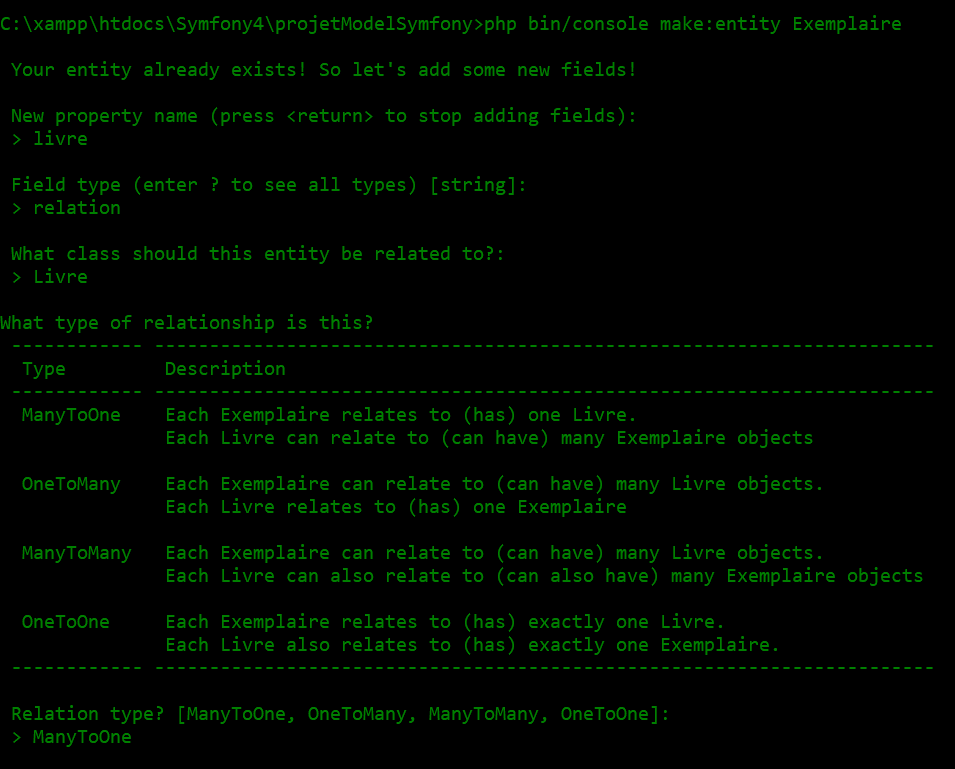 C:\xampp\htdocs\Symfony4\projetModelSymfony>php bin/console make:entity Exemplaire
Your entity already exists! So let's add some new fields!
New property name (press <return> to stop adding fields):
> livre
Field type (enter ? to see all types) [string]:
> relation
What class should this entity be related to?:
> Livre
What type of relationship is this?
------------ -----------------------------------------------------------------------
Type Description
------------ -----------------------------------------------------------------------
ManyToOne Each Exemplaire relates to (has) one Livre.
Each Livre can relate to (can have) many Exemplaire objects
OneToMany Each Exemplaire can relate to (can have) many Livre objects.
Each Livre relates to (has) one Exemplaire
ManyToMany Each Exemplaire can relate to (can have) many Livre objects.
Each Livre can also relate to (can also have) many Exemplaire objects
OneToOne Each Exemplaire relates to (has) exactly one Livre.
Each Livre also relates to (has) exactly one Exemplaire.
------------ -----------------------------------------------------------------------
Relation type? [ManyToOne, OneToMany, ManyToMany, OneToOne]:
> ManyToOne